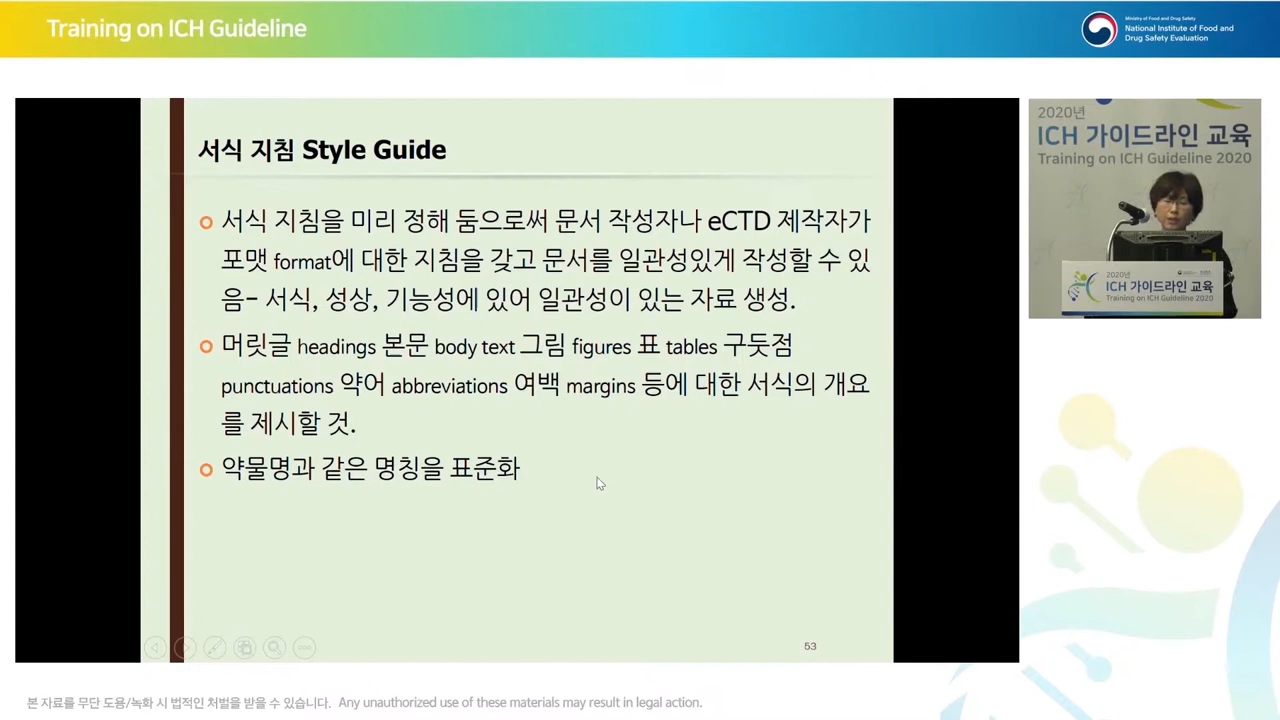 Training on ICH Guideline
Ministry of Food and Drug Safety
National Institute of Food and
Drug Safety Evaluation
서식 지침 Style Guide
서식 지침을 미리 정해 둠으로써 문서 작성자나 eCTD 제작자가
포맷 format에 대한 지침을 갖고 문서를 일관성있게 작성할 수 있
음- 서식, 성상, 기능성에 있어 일관성이 있는 자료 생성.
머릿글 headings 본문 body text 그림 figures 표 tables 구둣점
punctuations 약어 abbreviations 여백 margins 등에 대한 서식의 개요
를 제시할 것.
약물명과 같은 명칭을 표준화
53
2020년
ICH 가이드라인 교육
Training on ICH Guideline 2020
2020년
ICH 가이드라인 교육
Training on ICH Guideline 2020
본 자료를 무단 도용/녹화 시 법적인 처벌을 받을 수 있습니다. Any unauthorized use of these materials may result in legal action.